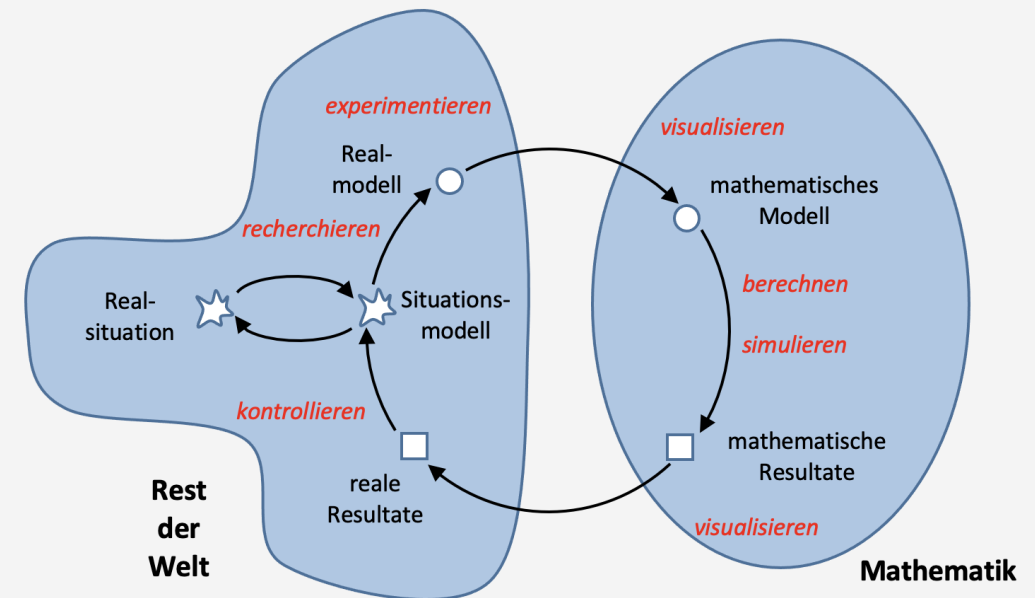 experimentieren
visualisieren
Real-
modell
mathematisches
Modell
recherchieren
berechnen
Real-
situation
Situations-
modell
simulieren
kontrollieren
mathematische
Resultate
reale
Resultate
visualisieren
Rest
der
Welt
Mathematik